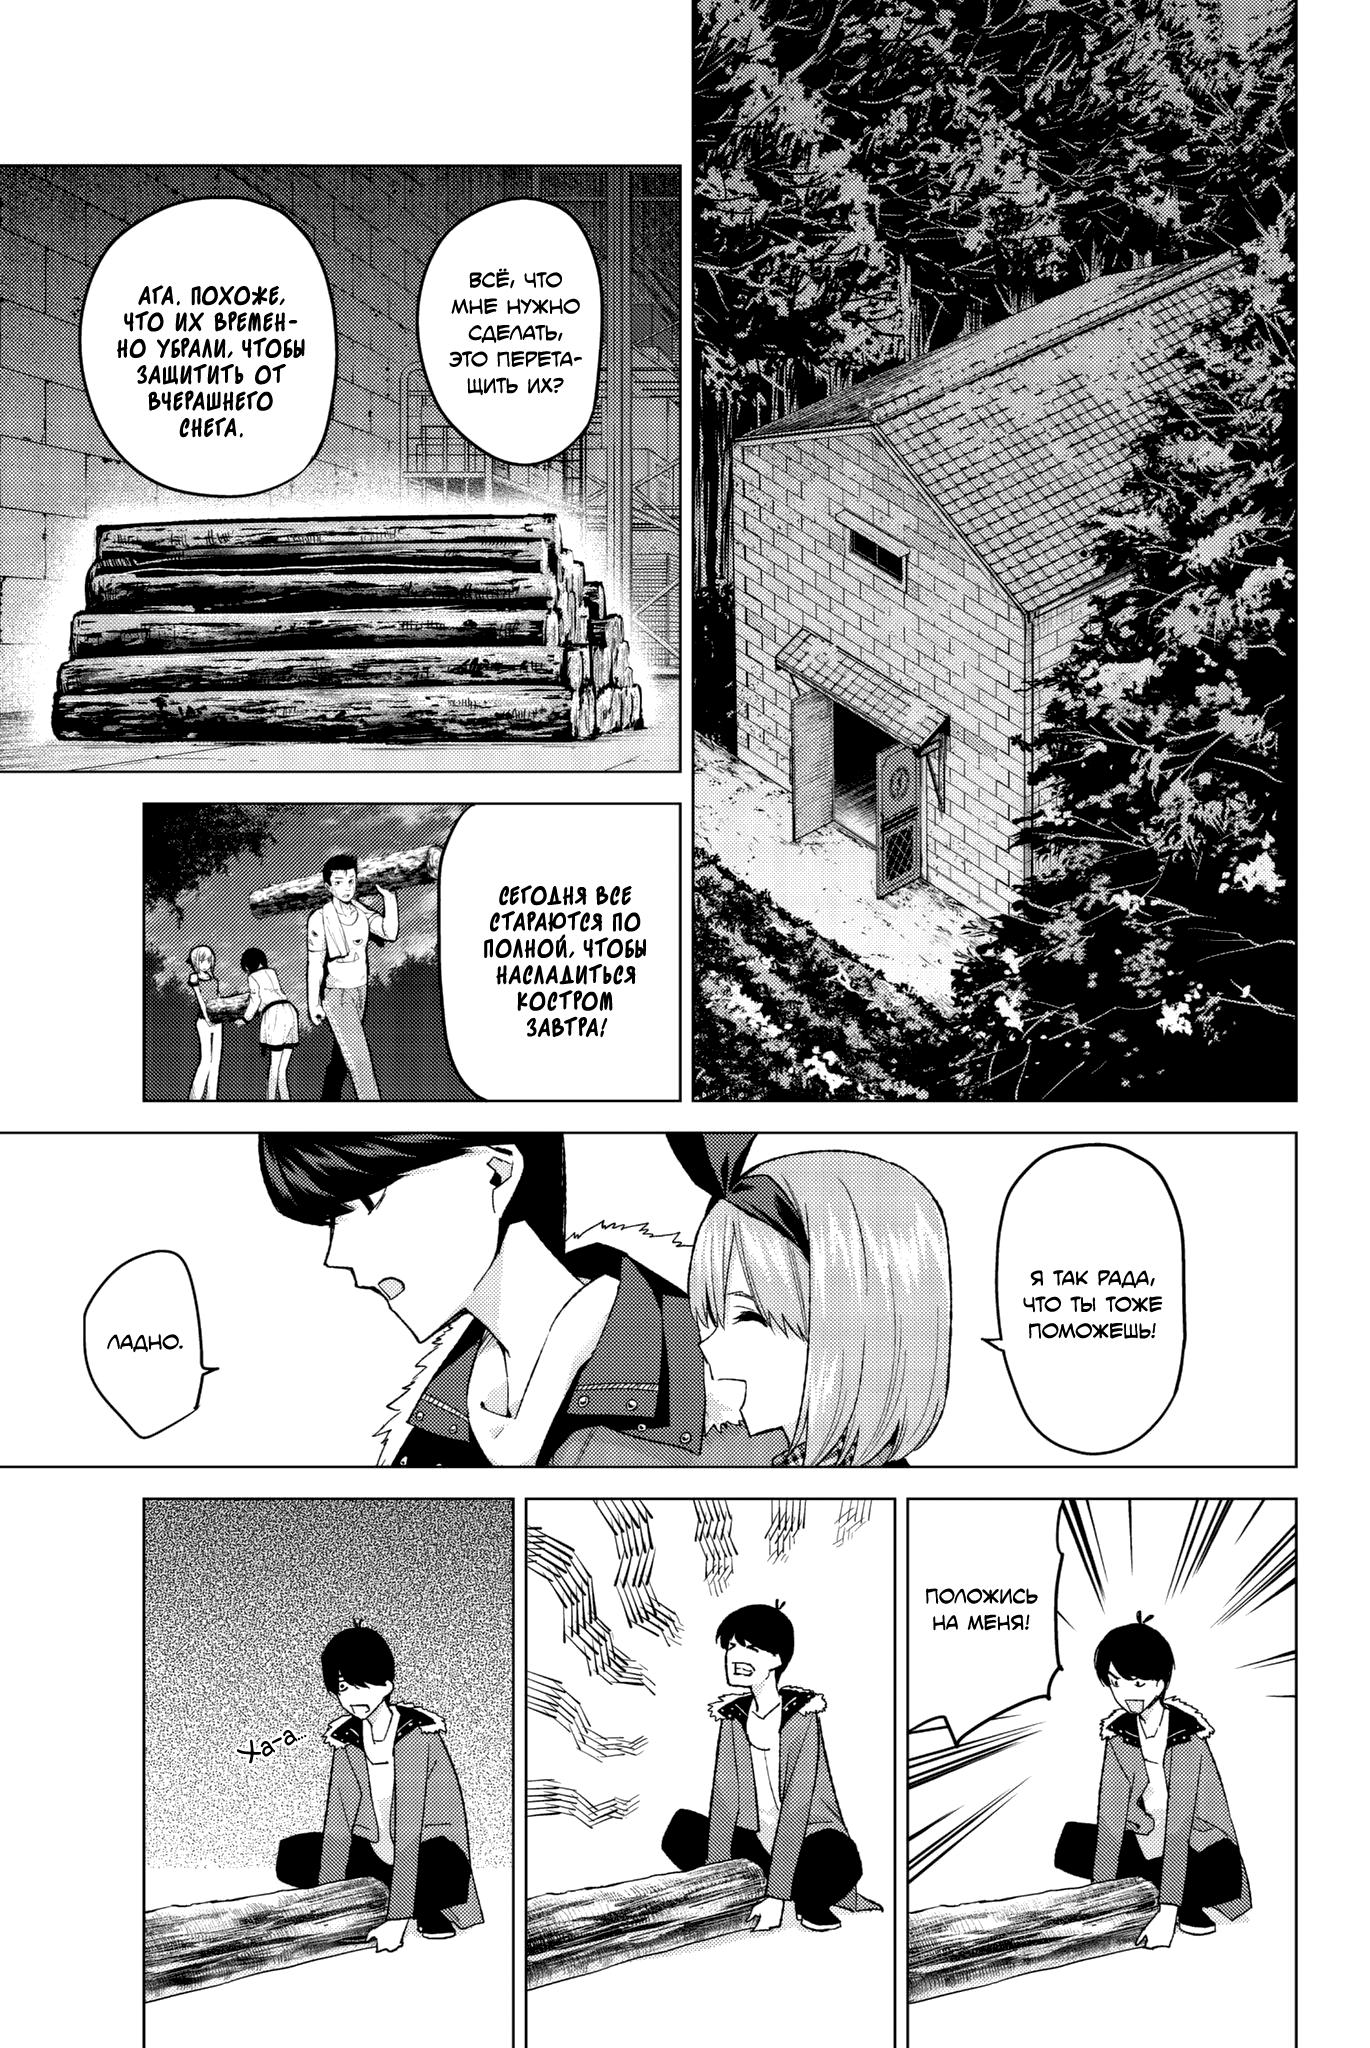 ВСЁ, ЧТО
МНЕ НУЖНО
СДЕЛАТЬ,
ЭТО ПЕРЕТА-
ЩИТЬ ИХ?
АГА. ПОХОЖЕ,
ЧТО ИХ ВРЕМЕН-
НО УБРАЛИ, ЧТОБЫ
ЗАЩИТИТЬ ОТ
ВЧЕРАШНЕГО
СНЕГА.
СЕГОДНЯ ВСЕ
СТАРАЮТСЯ ПО
ПОЛНОЙ, ЧТОБЫ
НАСЛАДИТЬСЯ
КОСТРОМ
ЗАВТРА!
Я ТАК РАДА,
ЧТО ТЫ ТОЖЕ
ПОМОЖЕШЬ!
ЛАДНО.
ПОЛОЖИСЬ
НА МЕНЯ!
Ха-а...